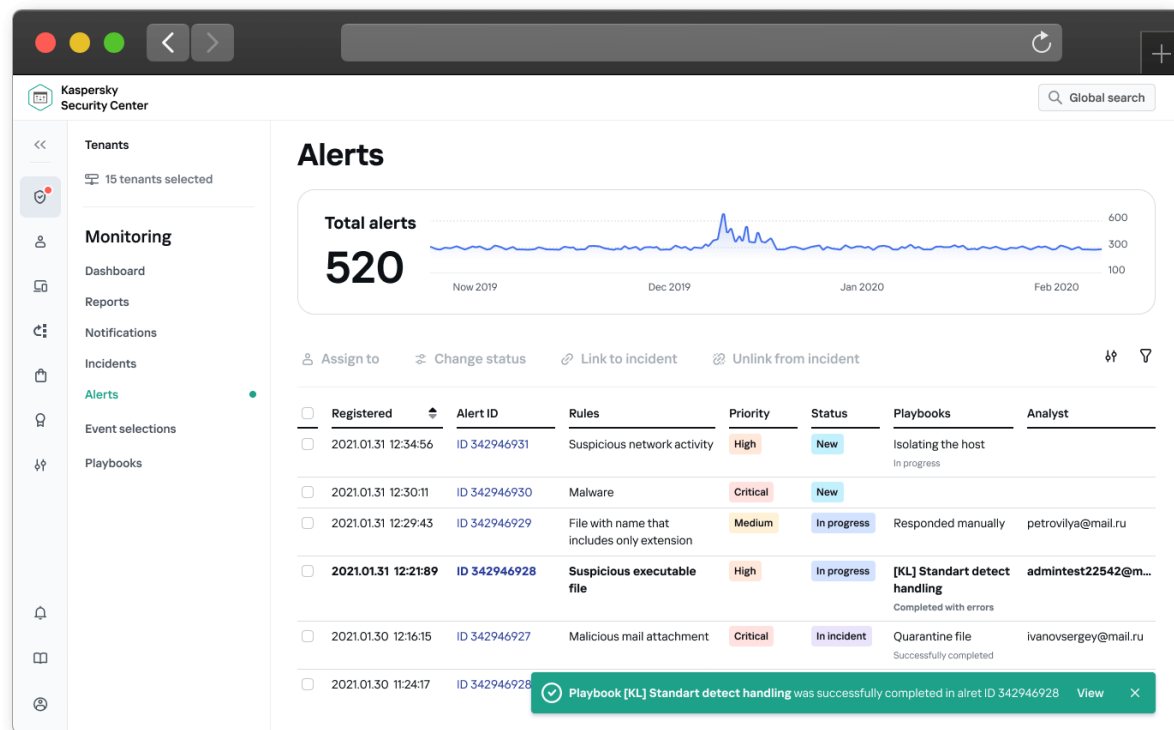 Kaspersky
Security Center
Global search
Tenants
15 tenants selected
Monitoring
Dashboard
Reports
Notifications
Incidents
Alerts
Event selections
Playbooks
Alerts
Total alerts
520
600
300
100
Now 2019
Dec 2019
Jan 2020
Feb 2020
Assign to
Change status
Link to incident
Unlink from incident
Registered Alert ID Rules Priority Status Playbooks Analyst
2021.01.31 12:34:56 ID 342946931 Suspicious network activity High New Isolating the host
In progress
2021.01.31 12:30:11 ID 342946930 Malware Critical New
2021.01.31 12:29:43 ID 342946929 File with name that Medium In progress Responded manually petrovilya@mail.ru
includes only extension
2021.01.31 12:21:89 ID 342946928 Suspicious executable High In progress [KL] Standart detect admintest22542@m...
file handling
Completed with errors
2021.01.30 12:16:15 ID 342946927 Malicious mail attachment Critical In incident Quarantine file ivanovsergey@mail.ru
Successfully completed
2021.01.30 11:24:17 ID 342946928
Playbook [KL] Standart detect handling was successfully completed in alret ID 342946928 View